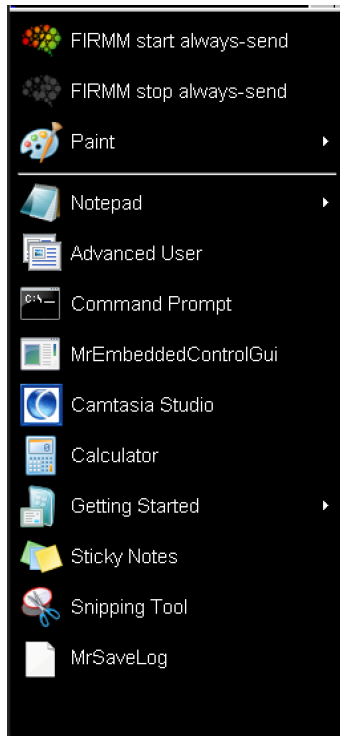 FIRMM start always-send
FIRMM stop always-send
Paint
Notepad
Advanced User
C:\_
Command Prompt
MrEmbeddedControlGui
Camtasia Studio
Calculator
Getting Started
Sticky Notes
Snipping Tool
MrSaveLog